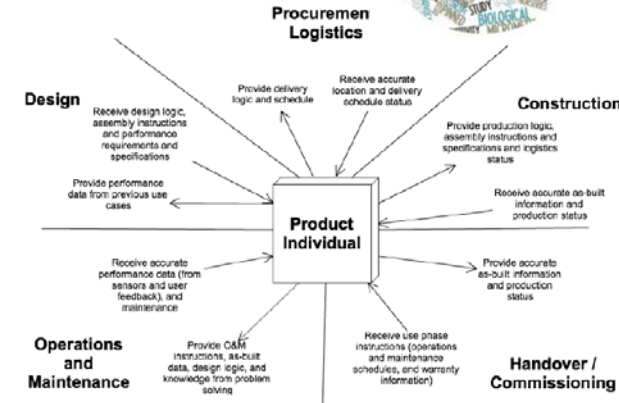 Procuremen
Logistics
STUDY
BIOLOGICAL
Design
Construction
Provide delivery
logic and schedule
Receive accurate
location and delivery
schedule status
Receive design logic,
assembly instructions
and performance
requirements and
specifications
Provide production logic,
assembly instructions and
specifications and logistics
status
Provide performance
data from previous use
cases
Receive accurate as-built
information and
production status
Product
Individual
Receive accurate
performance data (from
sensors and user
feedback), and
maintenance
Provide accurate
as-built information
and production
status
Operations
and
Maintenance
Provide O&M
instructions, as-built
data, design logic, and
knowledge from problem
solving
Receive use phase
instructions (operations
and maintenance
schedules, and warranty
information)
Handover /
Commissioning